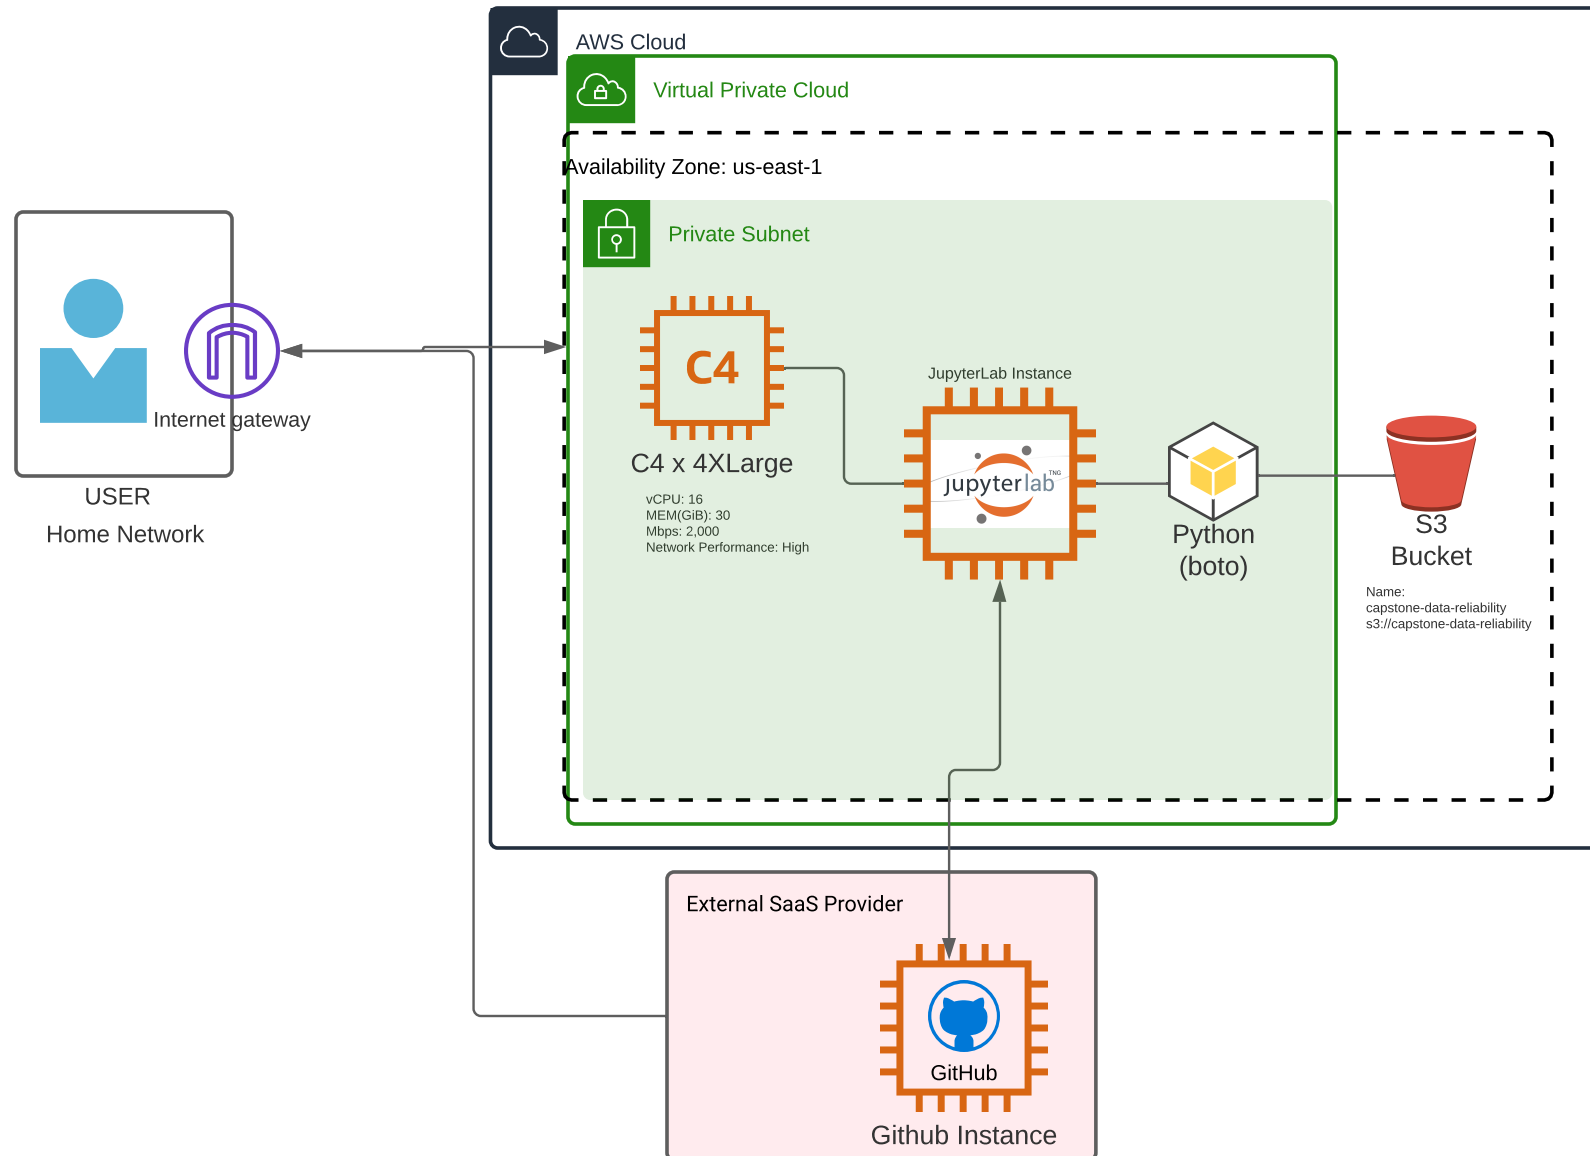 AWS Cloud
Virtual Private Cloud
Availability Zone: us-east-1
Private Subnet
C4
C4 x 4XLarge
vCPU: 16
MEM(GiB): 30
Mbps: 2,000
Network Performance: High
JupyterLab Instance
jupyterlab
TNG
Python
(boto)
S3
Bucket
Name:
capstone-data-reliability
s3://capstone-data-reliability
Internet gateway
USER
Home Network
External SaaS Provider
GitHub
Github Instance